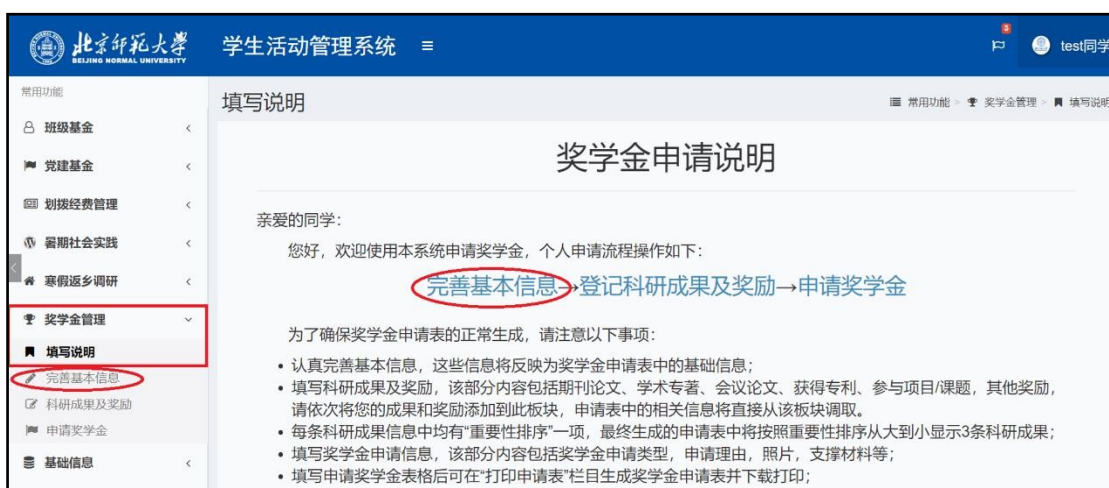 北京师范大学 学生活动管理系统 3 test同学
BEIJING NORMAL UNIVERSITY
常用功能
班级基金
党建基金
划拨经费管理
暑期社会实践
寒假返乡调研
奖学金管理
填写说明
完善基本信息
科研成果及奖励
申请奖学金
基础信息
填写说明 常用功能 > 奖学金管理 > 填写说明
奖学金申请说明
亲爱的同学：
您好，欢迎使用本系统申请奖学金，个人申请流程操作如下：
完善基本信息→登记科研成果及奖励→申请奖学金
为了确保奖学金申请表的正常生成，请注意以下事项：
• 认真完善基本信息，这些信息将反映为奖学金申请表中的基础信息；
• 填写科研成果及奖励，该部分内容包括期刊论文、学术专著、会议论文、获得专利、参与项目/课题，其他奖励，
请依次将您的成果和奖励添加到此板块，申请表中的相关信息将直接从该板块调取。
• 每条科研成果信息中均有“重要性排序”一项，最终生成的申请表中将按照重要性排序从大到小显示3条科研成果；
• 填写奖学金申请信息，该部分内容包括奖学金申请类型，申请理由，照片，支撑材料等；
• 填写申请奖学金表格后可在“打印申请表”栏目生成奖学金申请表并下载打印；